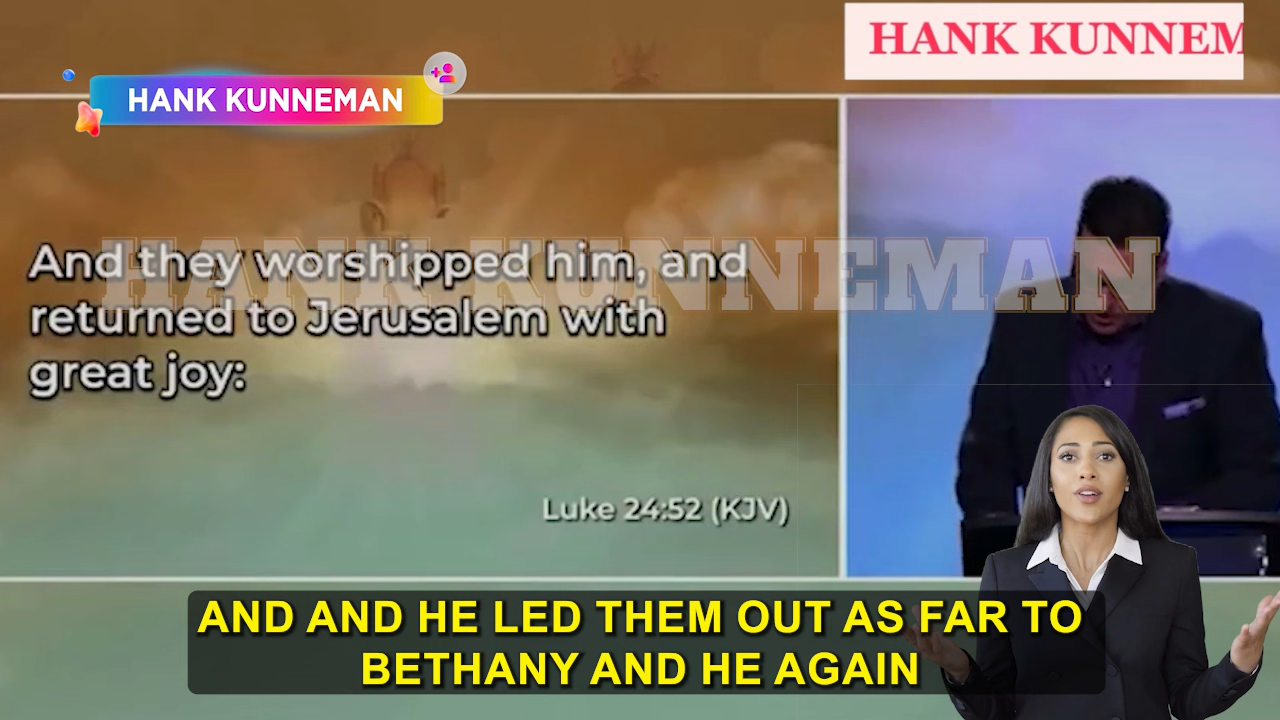 HANK KUNNEM
HANK KUNNEMAN
HANK KUNNEMAN
And they worshipped him, and
returned to Jerusalem with
great joy:
Luke 24:52 (KJV)
AND AND HE LED THEM OUT AS FAR TO
BETHANY AND HE AGAIN